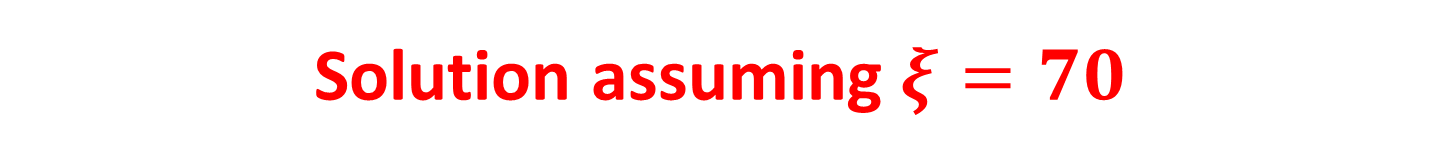 Solution assuming ξ = 70